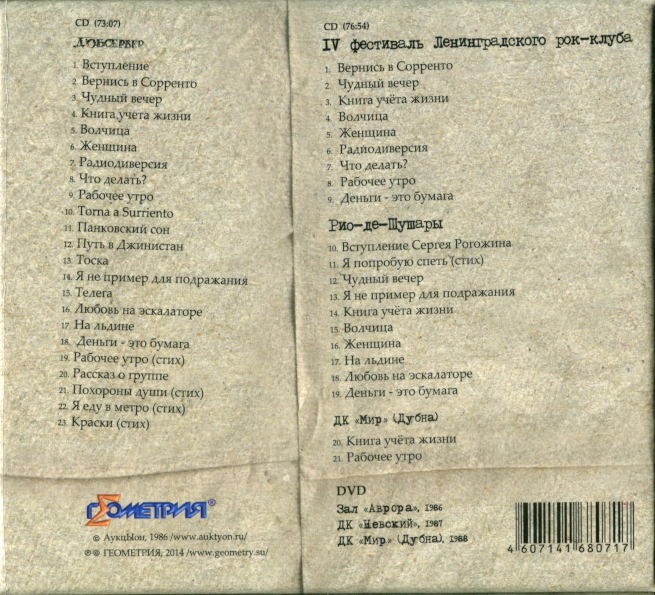 CD (73:07)
Д'ОБСЕРВЕР
1. Вступление
2. Вернись в Сорренто
3. Чудный вечер
4. Книга учета жизни
5. Волчица
6. Женщина
7. Радиодиверсия
8. Что делать?
9. Рабочее утро
10. Torna a Surriento
11. Панковский сон
12. Путь в Джинистан
13. Тоска
14. Я не пример для подражания
15. Телега
16. Любовь на эскалаторе
17. На льдине
18. Деньги - это бумага
19. Рабочее утро (стих)
20. Рассказ о группе
21. Похороны души (стих)
22. Я еду в метро (стих)
23. Краски (стих)
ГЕОМЕТРИЯ®
© АукцЫон, 1986 /www.auktyon.ru/
℗© ГЕОМЕТРИЯ, 2014 /www.geometry.su/
CD (76:54)
IV фестиваль Ленинградского рок-клуба
1. Вернись в Сорренто
2. Чудный вечер
3. Книга учёта жизни
4. Волчица
5. Женщина
6. Радиодиверсия
7. Что делать?
8. Рабочее утро
9. Деньги - это бумага
Рио-де-Шушары
10. Вступление Сергея Рогожина
11. Я попробую спеть (стих)
12. Чудный вечер
13. Я не пример для подражания
14. Книга учёта жизни
15. Волчица
16. Женщина
17. На льдине
18. Любовь на эскалаторе
19. Деньги - это бумага
ДК «Мир» (Дубна)
20. Книга учёта жизни
21. Рабочее утро
DVD
Зал «Аврора», 1986
ДК «Невский», 1987
ДК «Мир» (Дубна), 1988
4 607141 680717